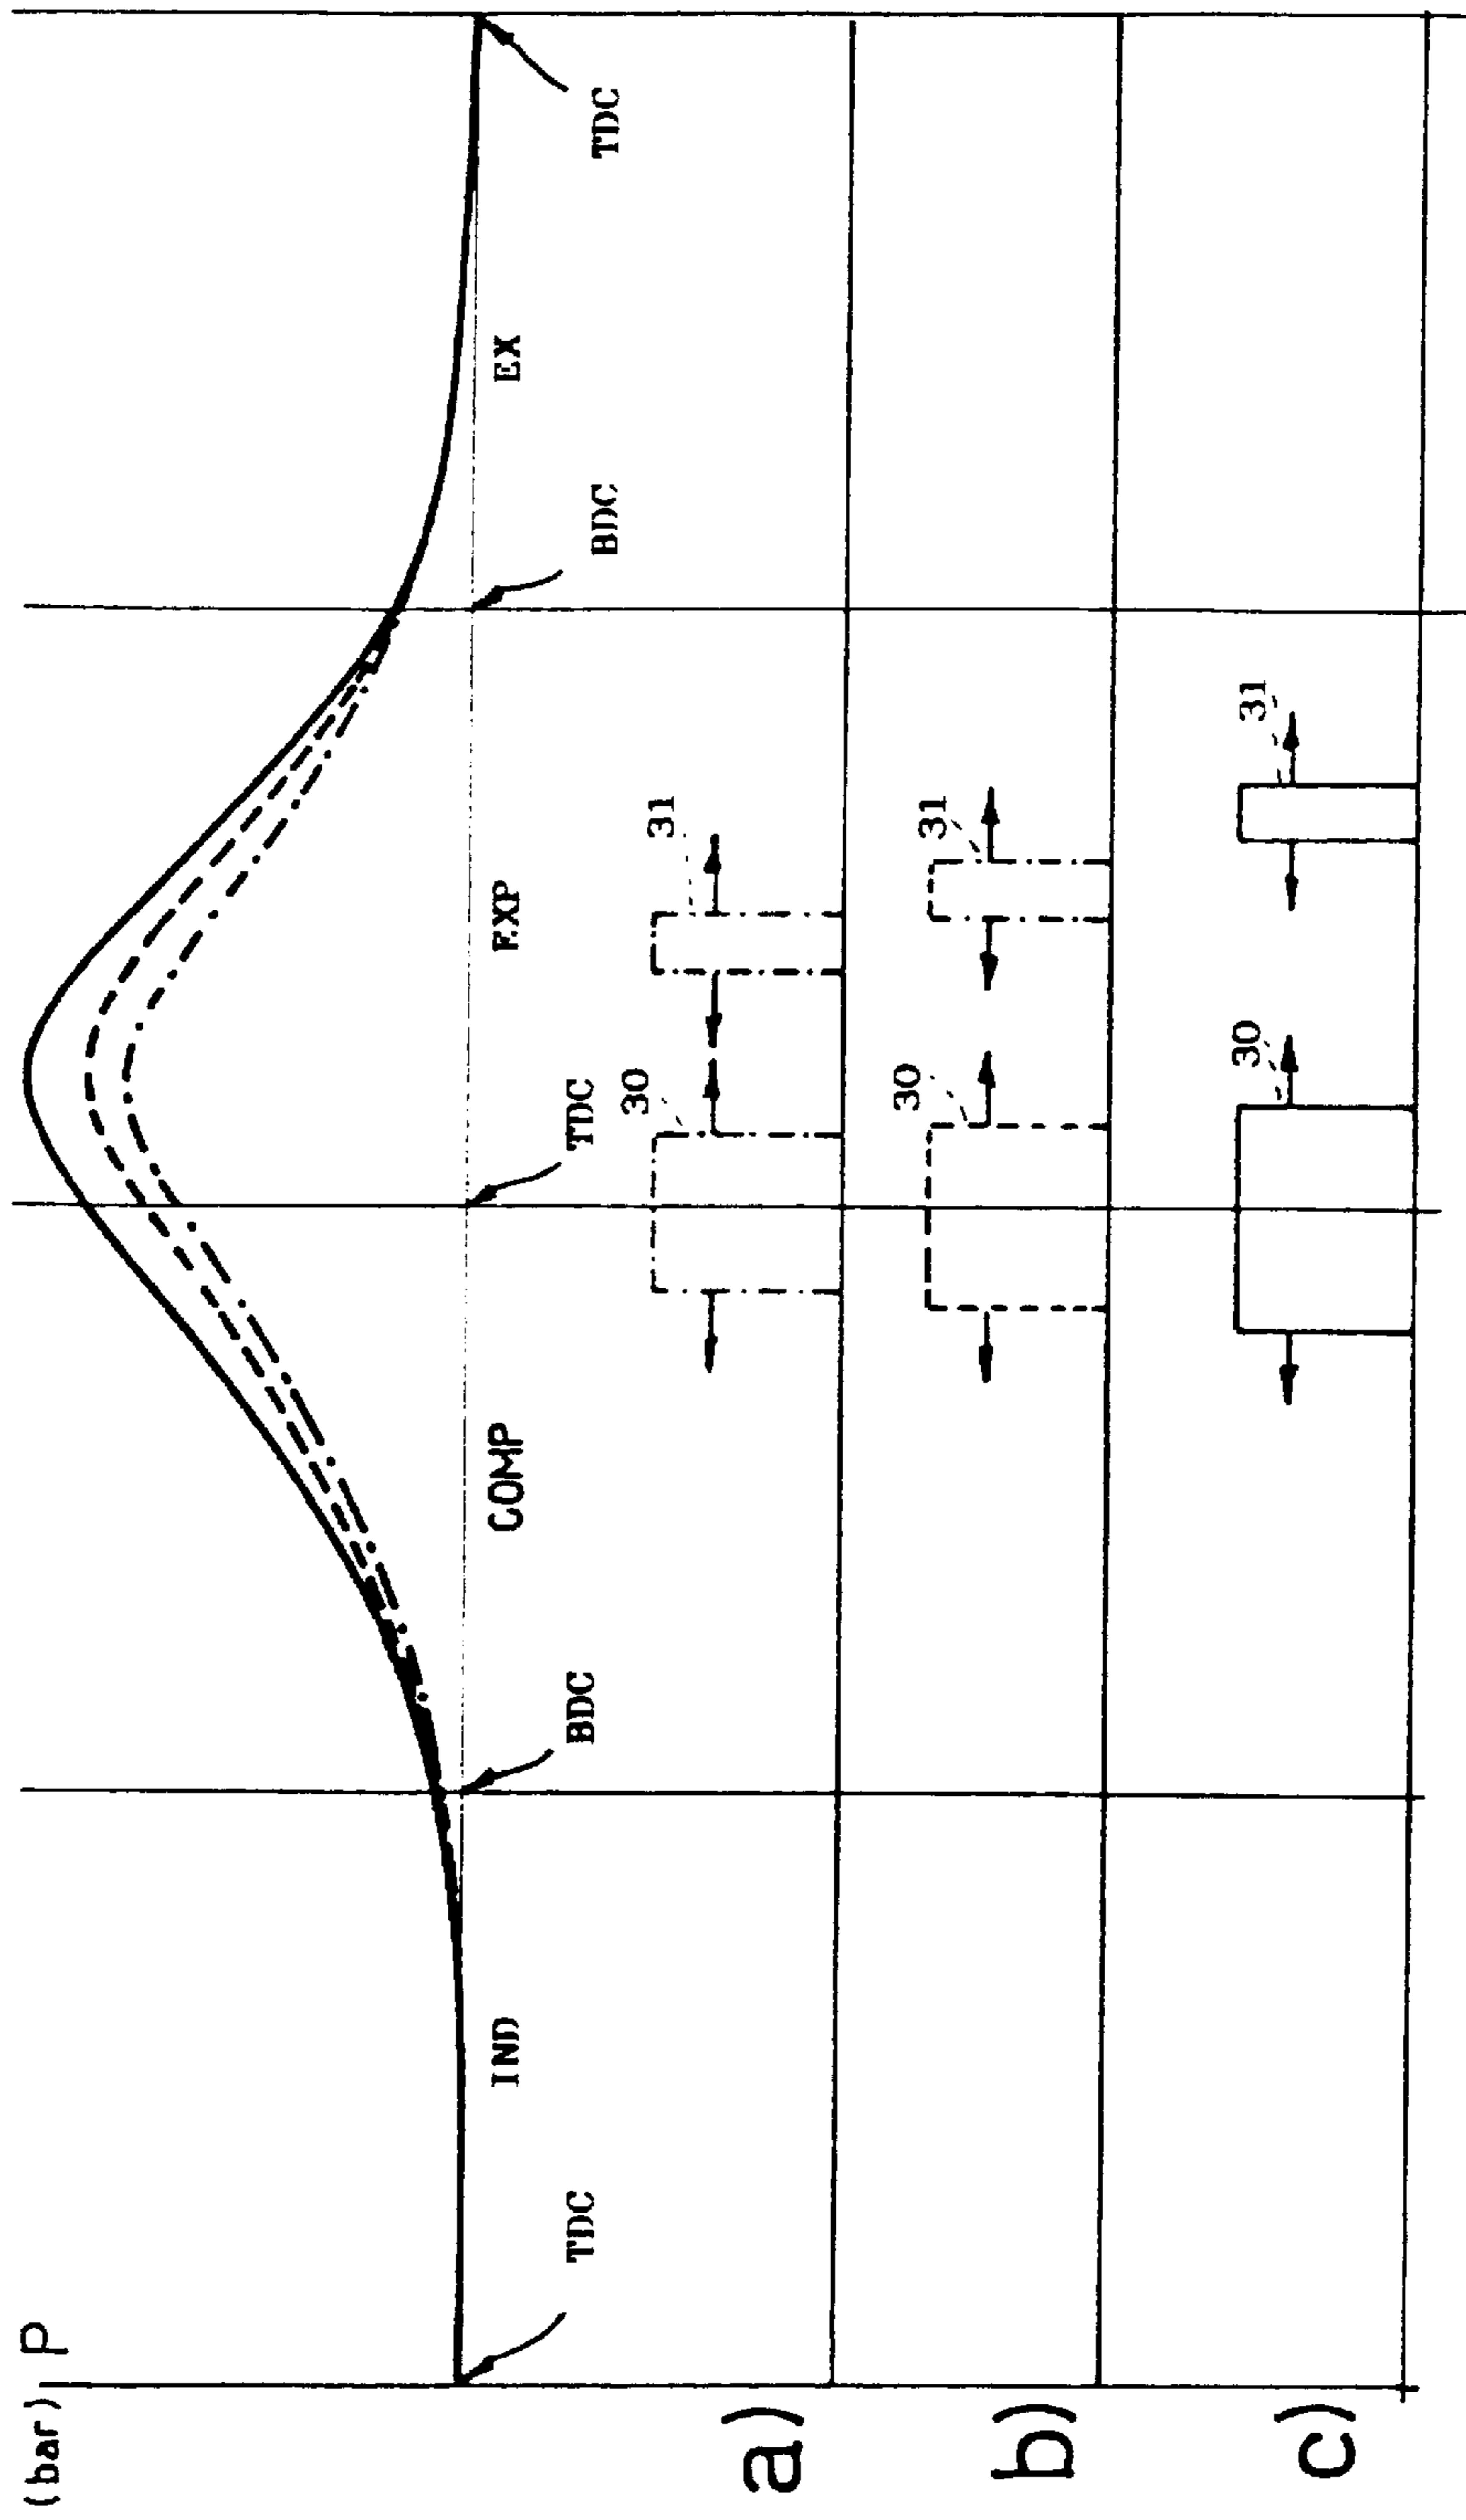 (bar) P
TDC
IND
BDC
COMP
TDC
EXP
BDC
EX
TDC
a)
30
31
b)
30
31
c)
30
31